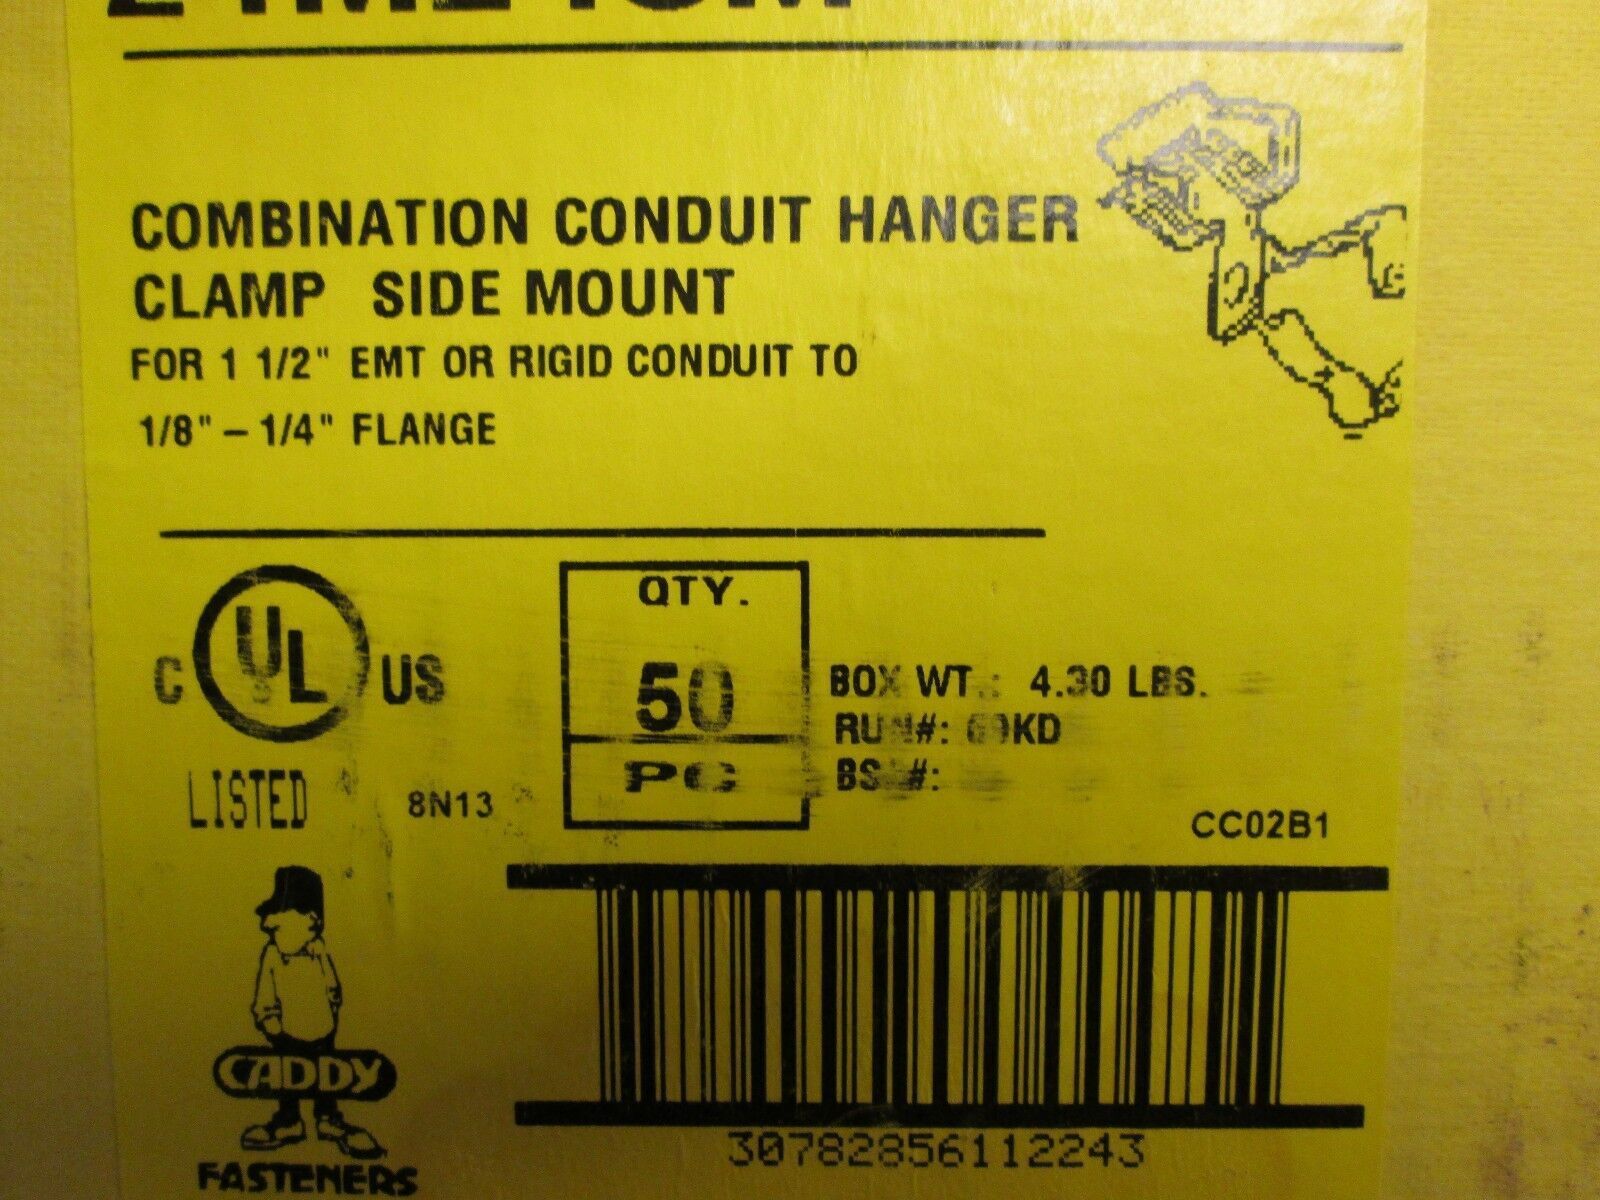 COMBINATION CONDUIT HANGER
CLAMP SIDE MOUNT
FOR 1 1/2" EMT OR RIGID CONDUIT TO
1/8" – 1/4" FLANGE
C UL US
LISTED
8N13
QTY.
50
PC
BOX WT.: 4.30 LBS.
RUN#:
CC02B1
CADDY
FASTENERS
30782856112243